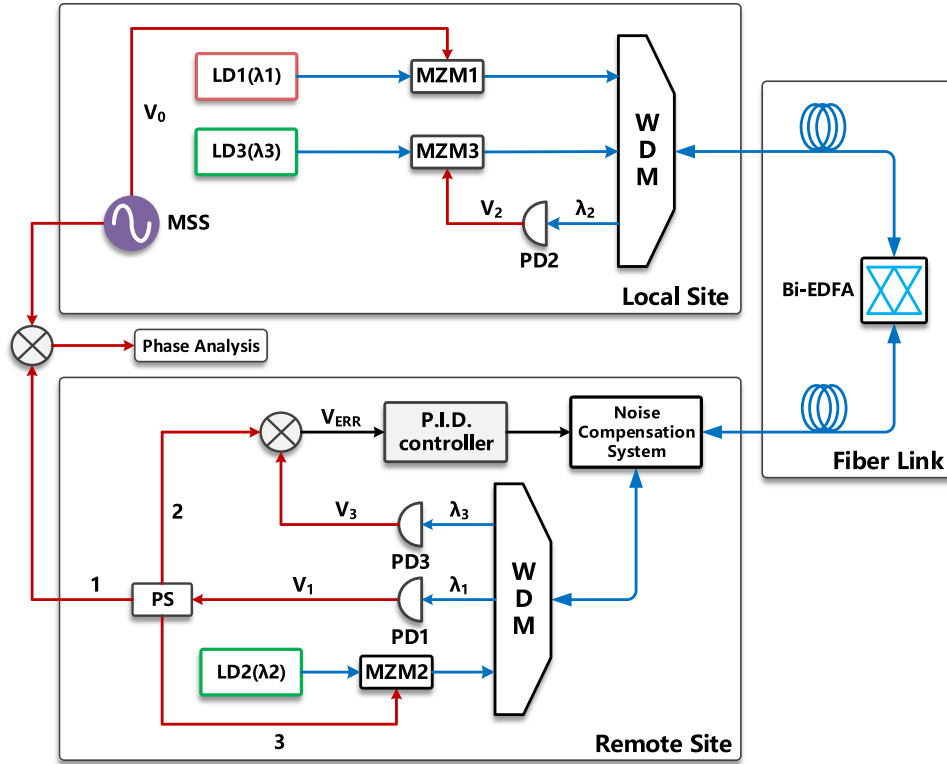 LD1(λ1)
MZM1
V0
LD3(λ3)
MZM3
WDM
V2
λ2
PD2
MSS
Local Site
Bi-EDFA
Fiber Link
Phase Analysis
VERR
P.I.D.
controller
Noise
Compensation
System
2
V3
λ3
PD3
1
PS
V1
λ1
PD1
WDM
LD2(λ2)
MZM2
3
Remote Site